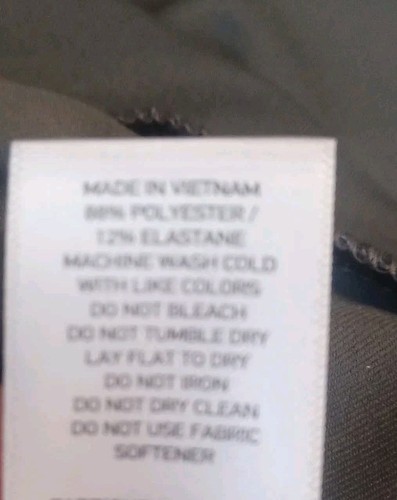 MADE IN VIETNAM
88% POLYESTER /
12% ELASTANE
MACHINE WASH COLD
WITH LIKE COLORS
DO NOT BLEACH
DO NOT TUMBLE DRY
LAY FLAT TO DRY
DO NOT IRON
DO NOT DRY CLEAN
DO NOT USE FABRIC
SOFTENER